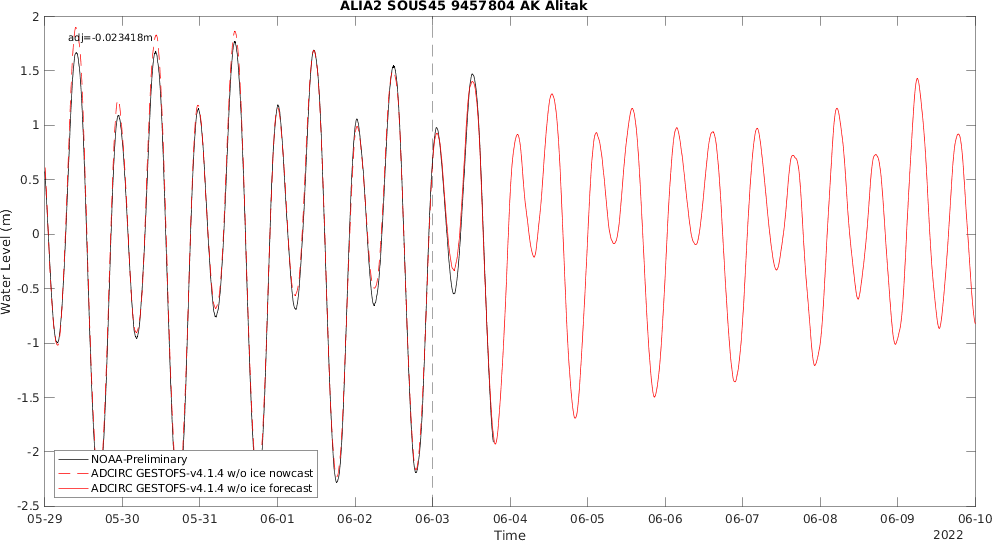 ALIA2 SOUS45 9457804 AK Alitak
adj=-0.023418m
2
1.5
1
0.5
0
-0.5
-1
-1.5
-2
-2.5
Water Level (m)
NOAA-Preliminary
ADCIRC GESTOFS-v4.1.4 w/o ice nowcast
ADCIRC GESTOFS-v4.1.4 w/o ice forecast
05-29 05-30 05-31 06-01 06-02 06-03 06-04 06-05 06-06 06-07 06-08 06-09 06-10
Time
2022